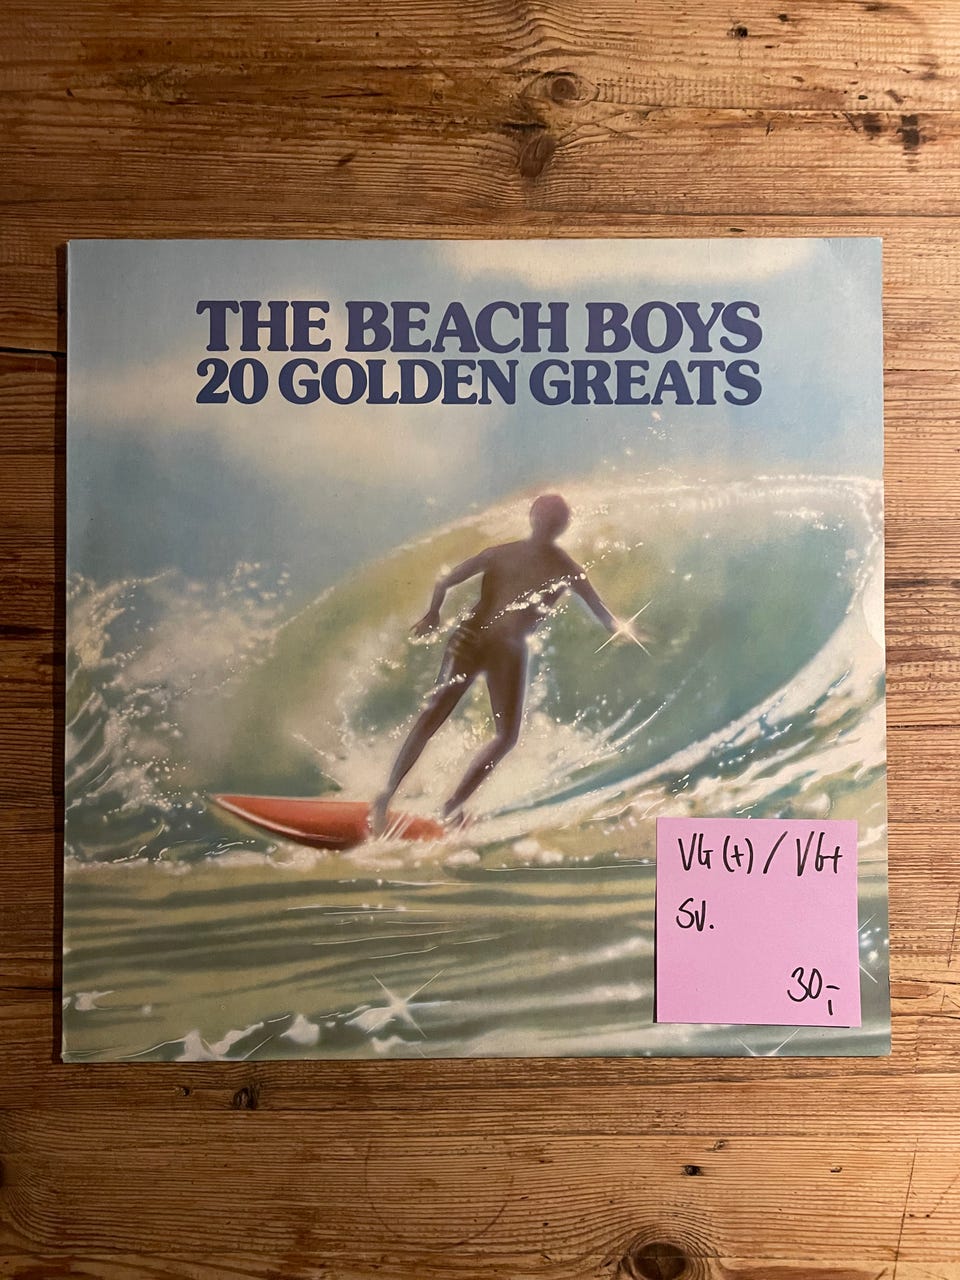 THE BEACH BOYS
20 GOLDEN GREATS
VG (+) / VG+
SV.
30,-